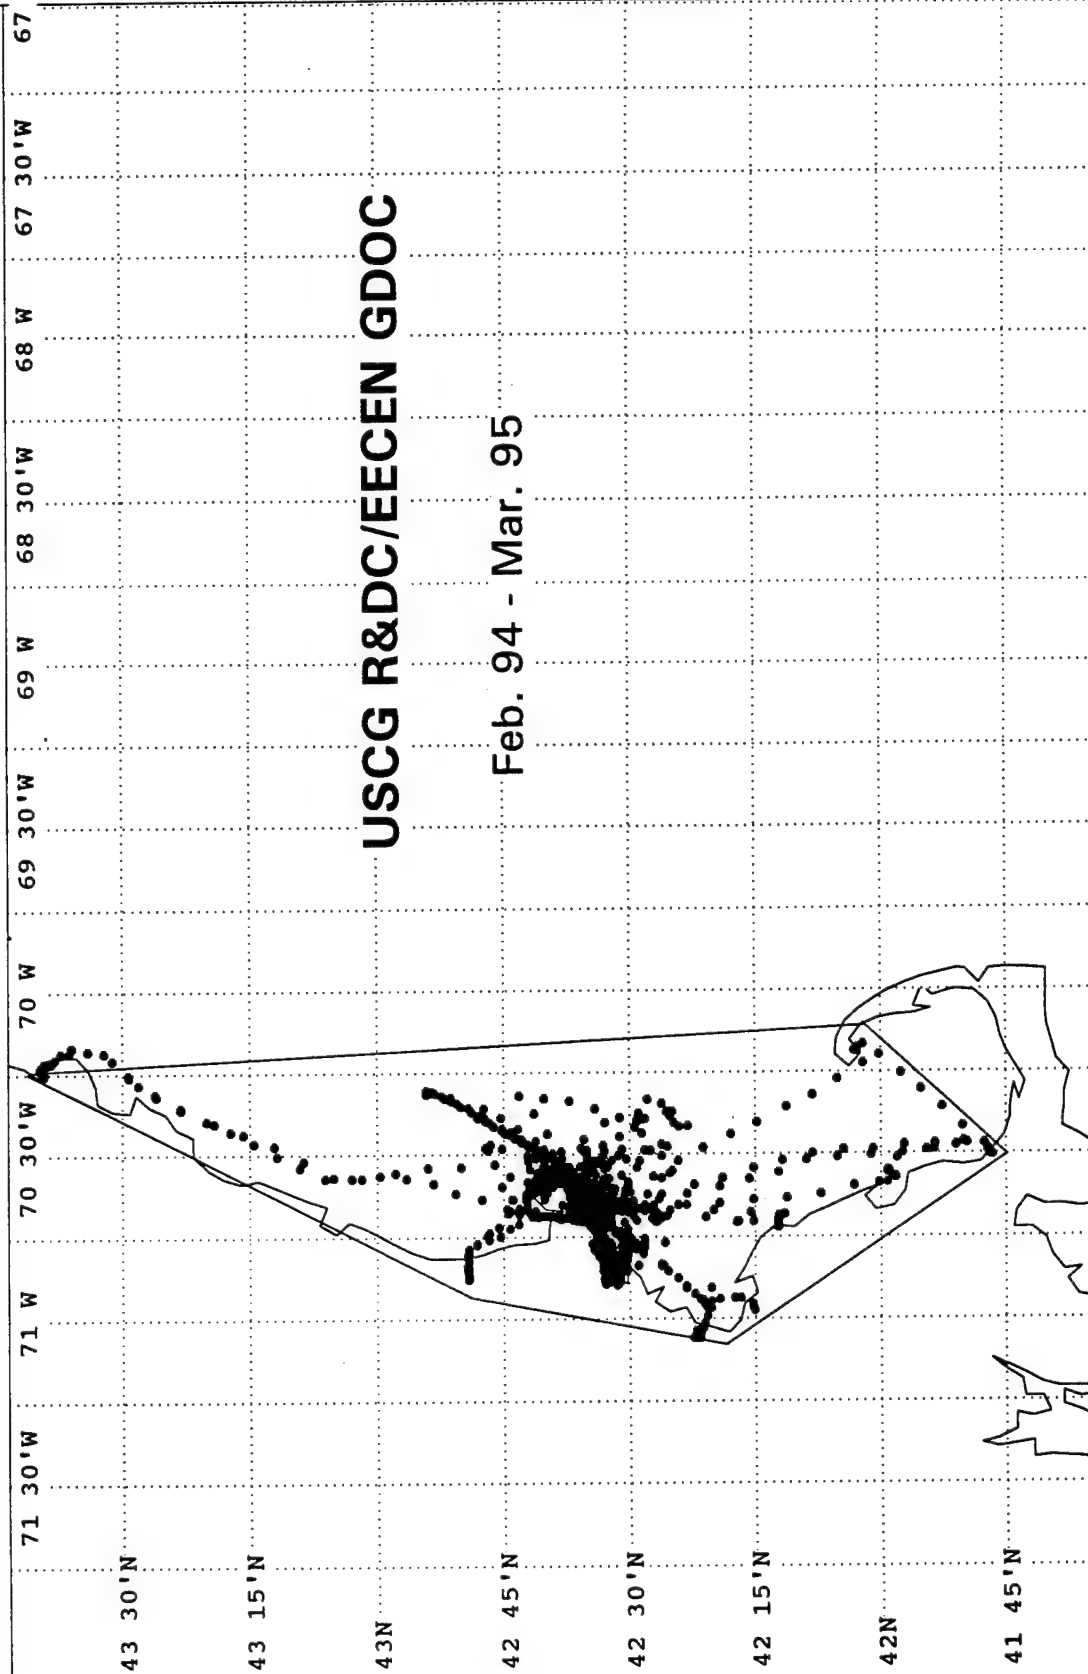 USCG R&DC/EECEN GDOC
Feb. 94 - Mar. 95
43 30'N
43 15'N
43N
42 45'N
42 30'N
42 15'N
42N
41 45'N
71 30'W
71 W
70 30'W
70 W
69 30'W
69 W
68 30'W
68 W
67 30'W
67